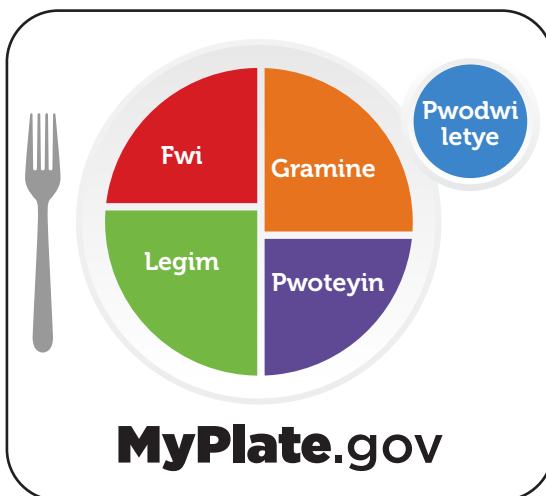 Fwi
Gramine
Pwodwi
letye
Legim
Pwoteyin
MyPlate.gov